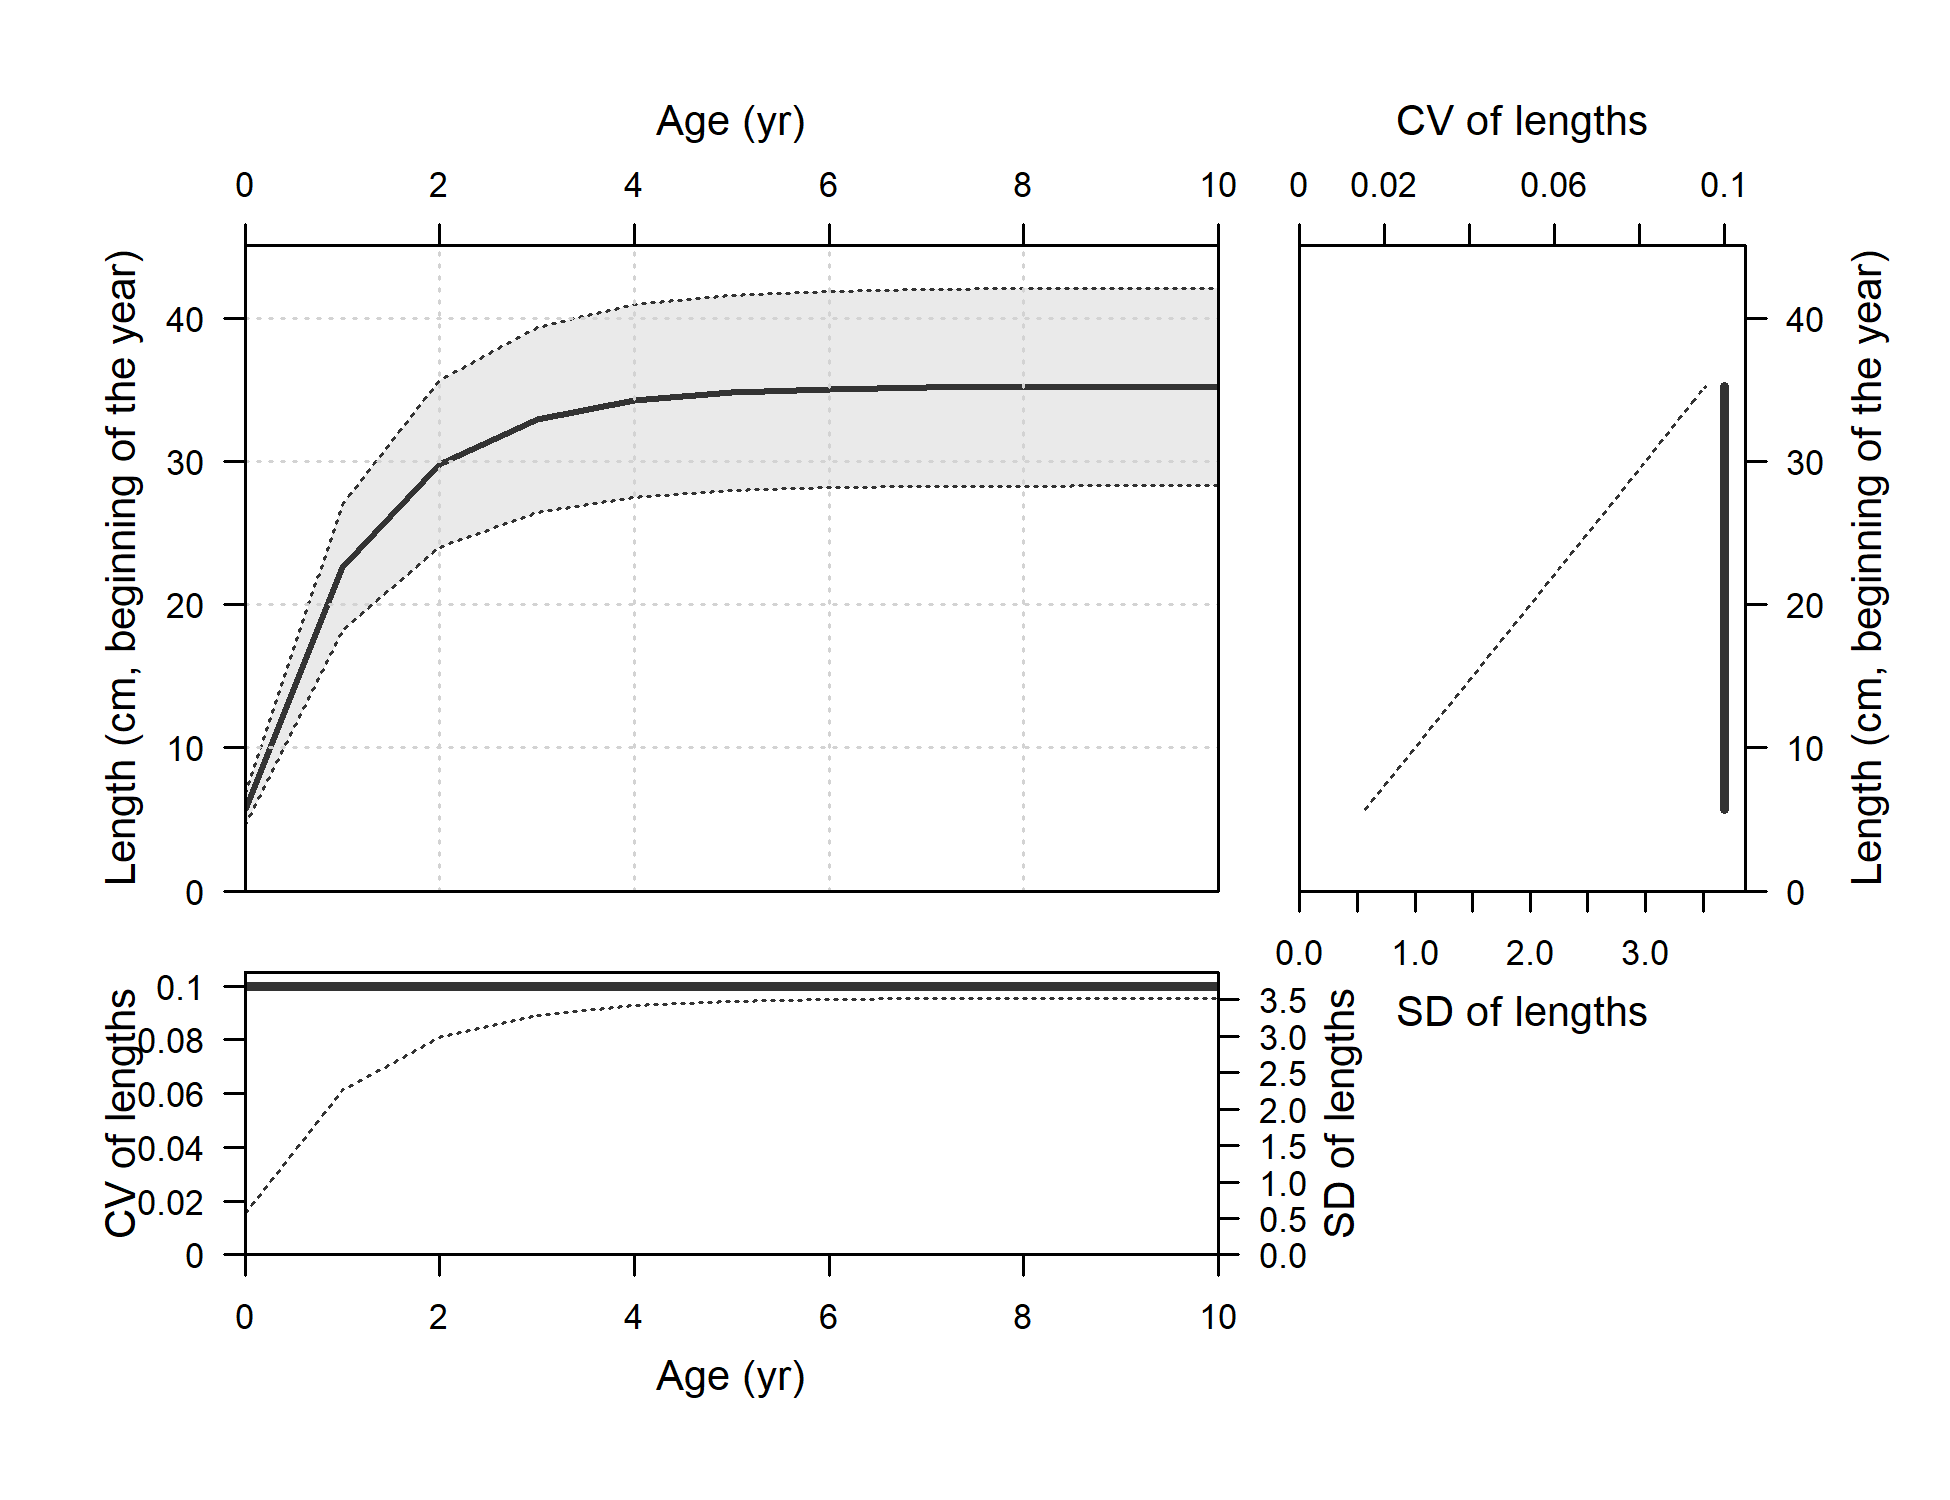 Age (yr)
CV of lengths
0 2 4 6 8 10
0 0.02 0.06 0.1
Length (cm, beginning of the year)
40
30
20
10
0
40
30
20
10
0
Length (cm, beginning of the year)
0.0 1.0 2.0 3.0
SD of lengths
CV of lengths
0.1
0.08
0.06
0.04
0.02
0
3.5
3.0
2.5
2.0
1.5
1.0
0.5
0.0
SD of lengths
0 2 4 6 8 10
Age (yr)